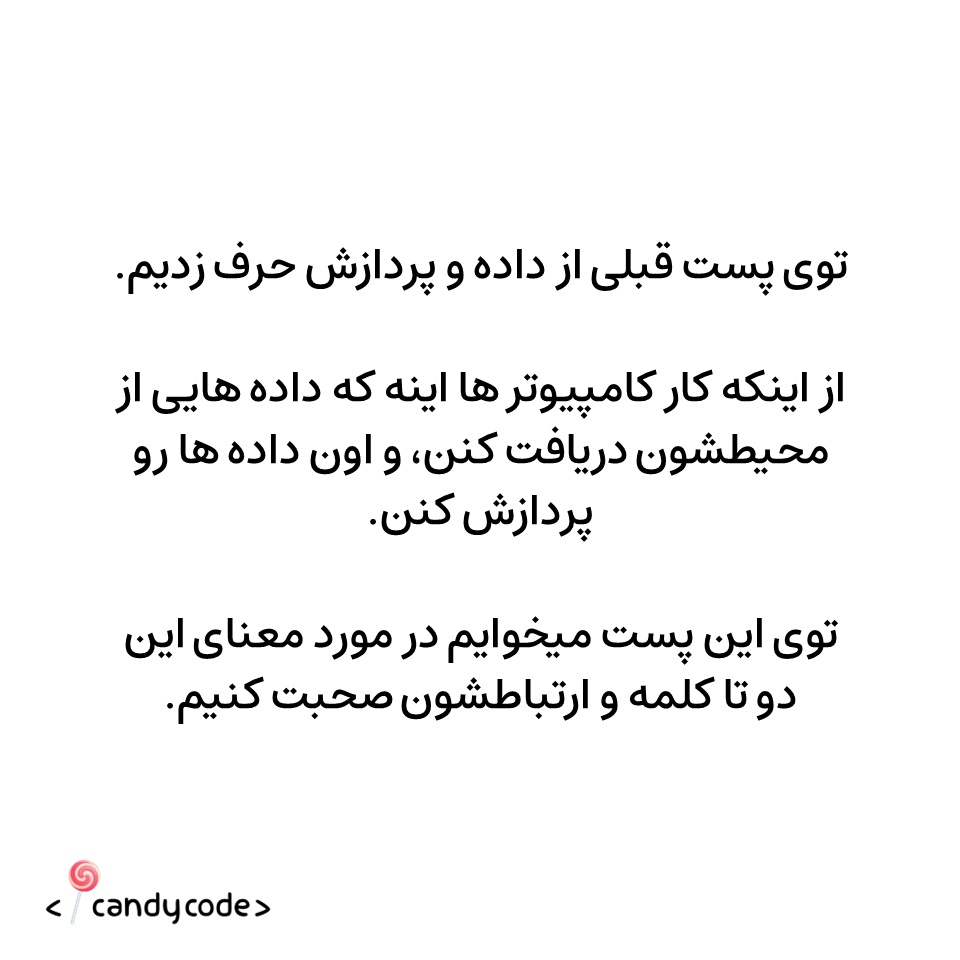 توی پست قبلی از داده و پردازش حرف زدیم.
از اینکه کار کامپیوتر ها اینه که داده هایی از
محیطشون دریافت کنن، و اون داده ها رو
پردازش کنن.
توی این پست میخوایم در مورد معنای این
دو تا کلمه و ارتباطشون صحبت کنیم.
< candycode>